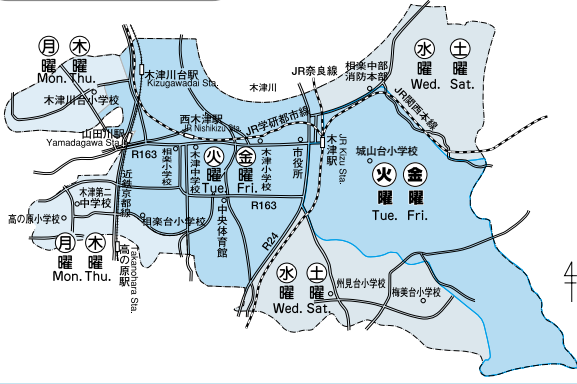 月曜 木曜
Mon. Thu.
木津川台駅
Kizugawadai Sta.
木津川
JR奈良線
相楽中部
消防本部
水曜 土曜
Wed. Sat.
木津川台小学校
西木津駅
JR Nishikizu Sta.
JR学研都市線
JR関西本線
山田川駅
Yamadagawa Sta.
R163
相楽小学校
木津中学校
火曜 金曜
Tue. Fri.
木津小学校
市役所
木津駅
JR Kizu Sta.
城山台小学校
火曜 金曜
Tue. Fri.
近鉄京都線
木津第二
中学校
高の原小学校
相楽台小学校
中央体育館
R163
R24
月曜 木曜
Mon. Thu.
高の原駅
Takanohara Sta.
水曜 土曜
Wed. Sat.
州見台小学校
梅美台小学校
4